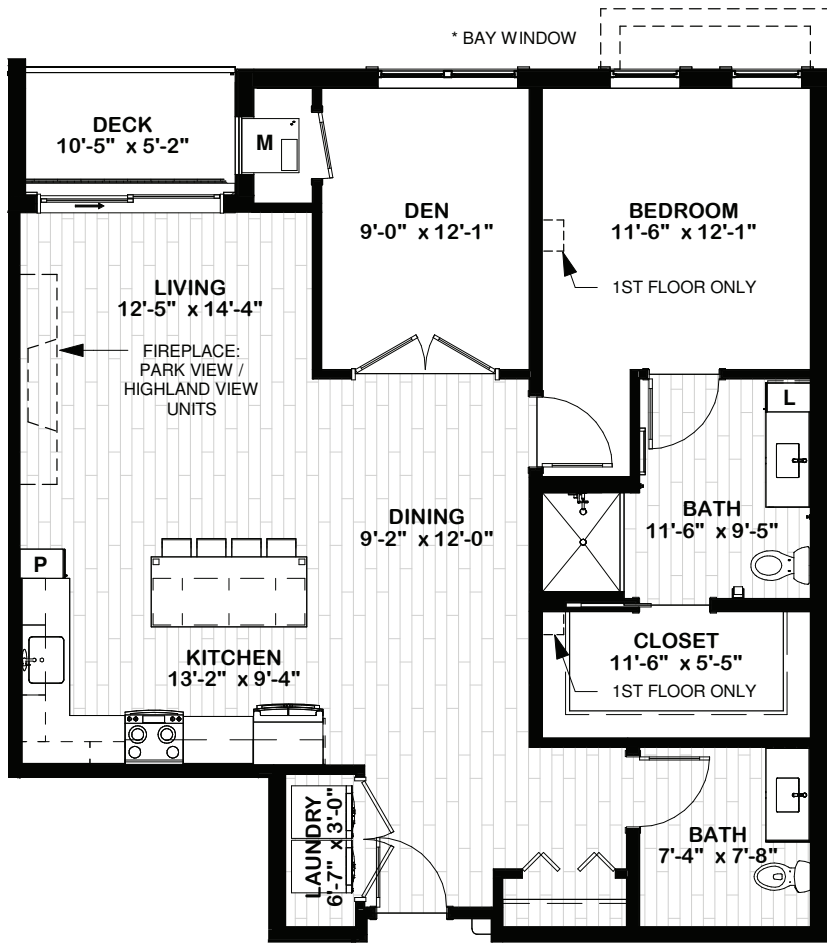 * BAY WINDOW
DECK
10'-5" x 5'-2"
M
DEN
9'-0" x 12'-1"
BEDROOM
11'-6" x 12'-1"
1ST FLOOR ONLY
LIVING
12'-5" x 14'-4"
FIREPLACE:
PARK VIEW /
HIGHLAND VIEW
UNITS
L
DINING
9'-2" x 12'-0"
BATH
11'-6" x 9'-5"
P
KITCHEN
13'-2" x 9'-4"
CLOSET
11'-6" x 5'-5"
1ST FLOOR ONLY
LAUNDRY
6'-7" x 3'-0"
BATH
7'-4" x 7'-8"